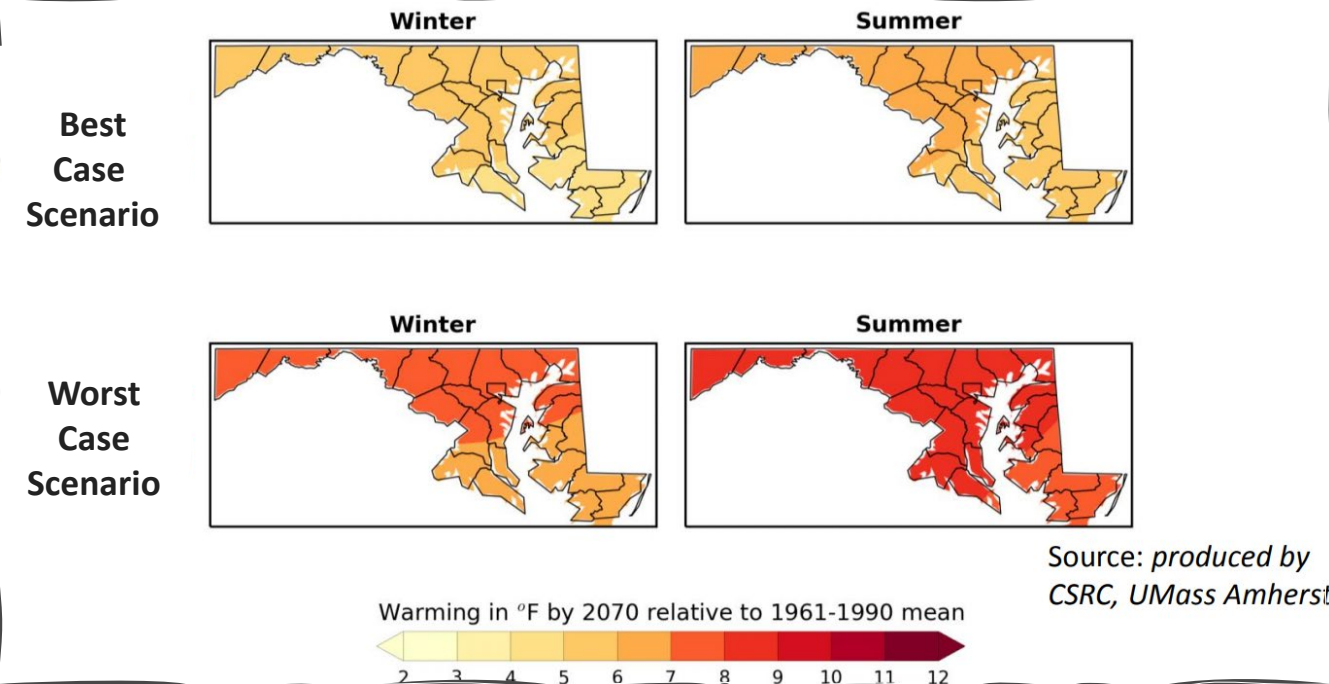 Winter
Summer
Best
Case
Scenario
Winter
Summer
Worst
Case
Scenario
Source: produced by
CSRC, UMass Amherst
Warming in °F by 2070 relative to 1961-1990 mean
2 3 4 5 6 7 8 9 10 11 12